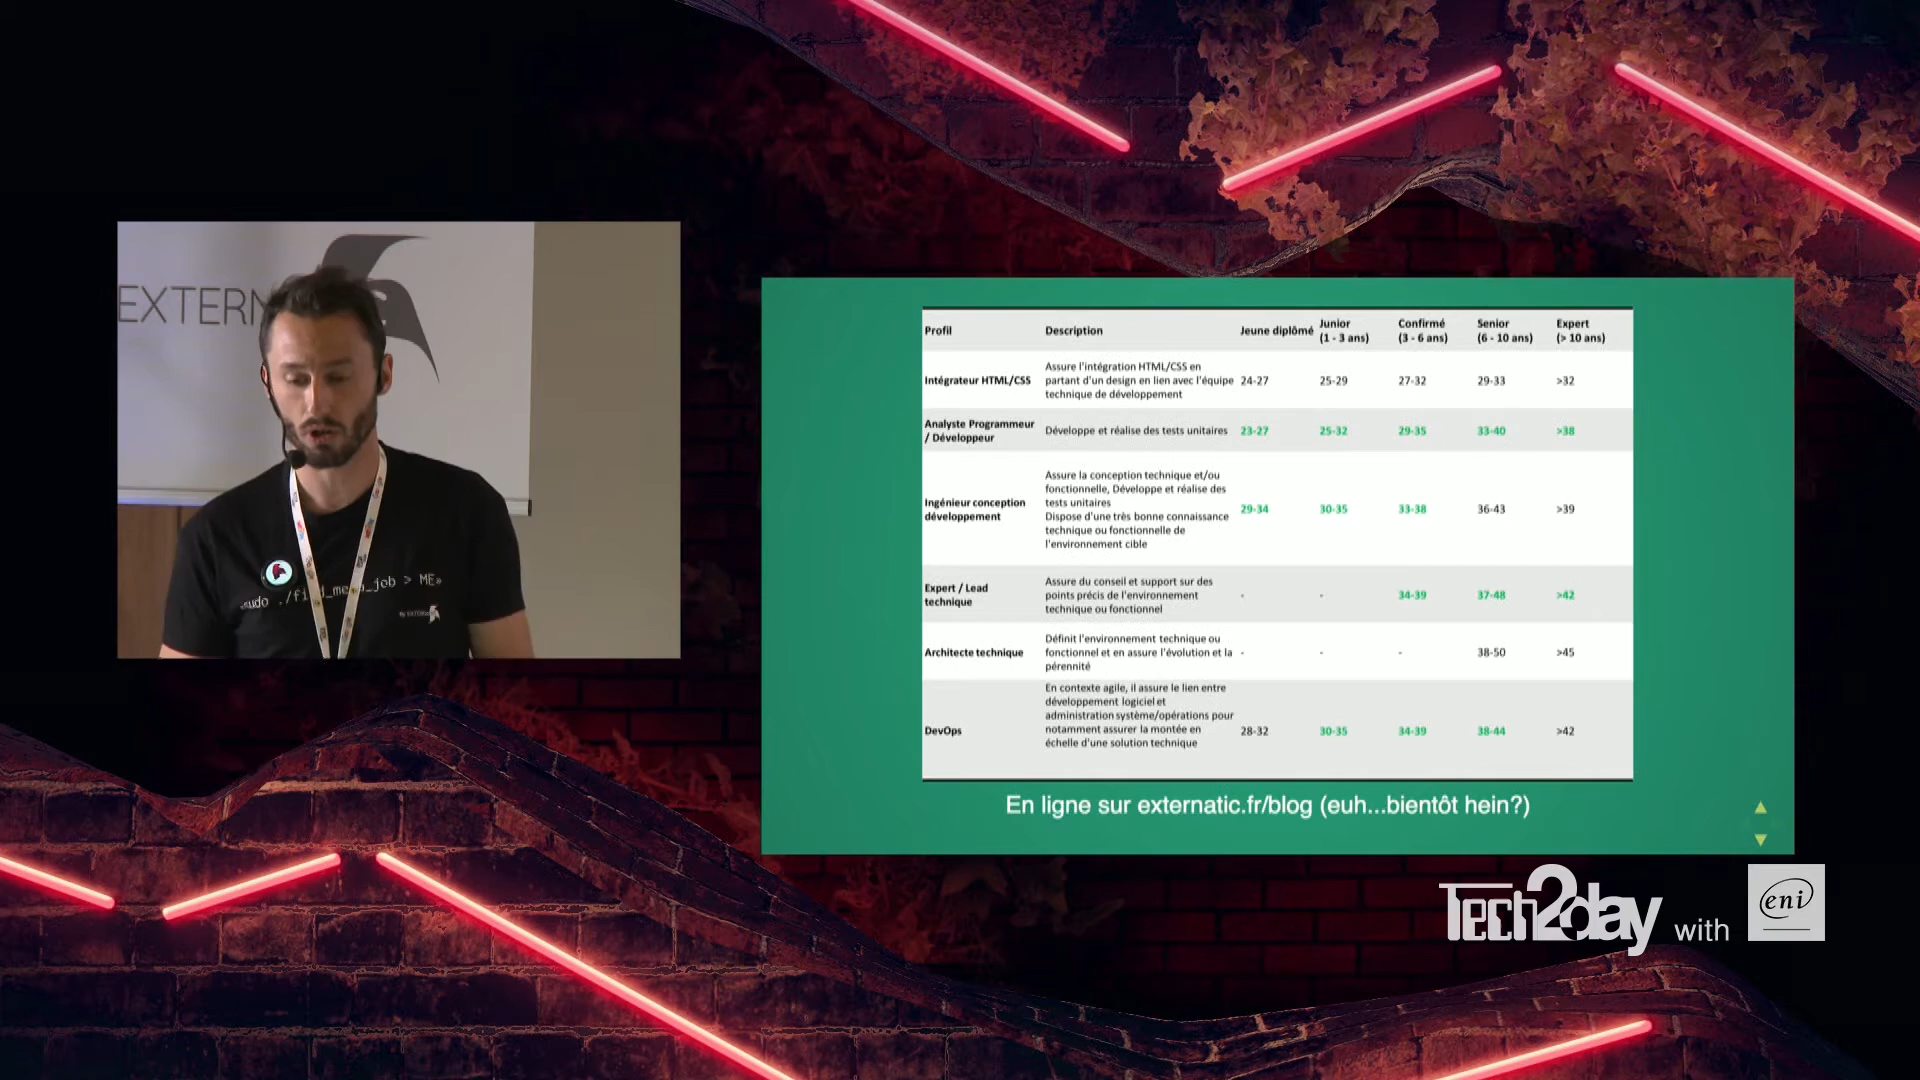 EXTERN
sudo ./fi
job > ME»
EXTERN
Profil
Description
Jeune diplômé
Junior
(1 - 3 ans)
Confirmé
(3 - 6 ans)
Senior
(6 - 10 ans)
Expert
(> 10 ans)
Intégrateur HTML/CSS
Assure l'intégration HTML/CSS en
partant d'un design en lien avec l'équipe
technique de développement
24-27
25-29
27-32
29-33
>32
Analyste Programmeur
/ Développeur
Développe et réalise des tests unitaires
23-27
25-32
29-35
33-40
>38
Ingénieur conception
développement
Assure la conception technique et/ou
fonctionnelle, Développe et réalise des
tests unitaires
Dispose d'une très bonne connaissance
technique ou fonctionnelle de
l'environnement cible
29-34
30-35
33-38
36-43
>39
Expert / Lead
technique
Assure du conseil et support sur des
points précis de l'environnement
technique ou fonctionnel
-
-
34-39
37-48
>42
Architecte technique
Définit l'environnement technique ou
fonctionnel et en assure l'évolution et la
pérennité
-
-
-
38-50
>45
DevOps
En contexte agile, il assure le lien entre
développement logiciel et
administration système/opérations pour
notamment assurer la montée en
échelle d'une solution technique
28-32
30-35
34-39
38-44
>42
En ligne sur externatic.fr/blog (euh...bientôt hein?)
Tech2day with eni